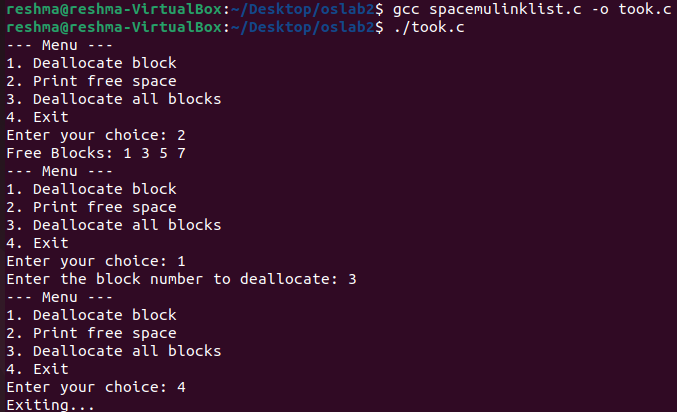 reshma@reshma-VirtualBox:~/Desktop/oslab2$ gcc spacemulinklist.c -o took.c
reshma@reshma-VirtualBox:~/Desktop/oslab2$ ./took.c
--- Menu ---
1. Deallocate block
2. Print free space
3. Deallocate all blocks
4. Exit
Enter your choice: 2
Free Blocks: 1 3 5 7
--- Menu ---
1. Deallocate block
2. Print free space
3. Deallocate all blocks
4. Exit
Enter your choice: 1
Enter the block number to deallocate: 3
--- Menu ---
1. Deallocate block
2. Print free space
3. Deallocate all blocks
4. Exit
Enter your choice: 4
Exiting...